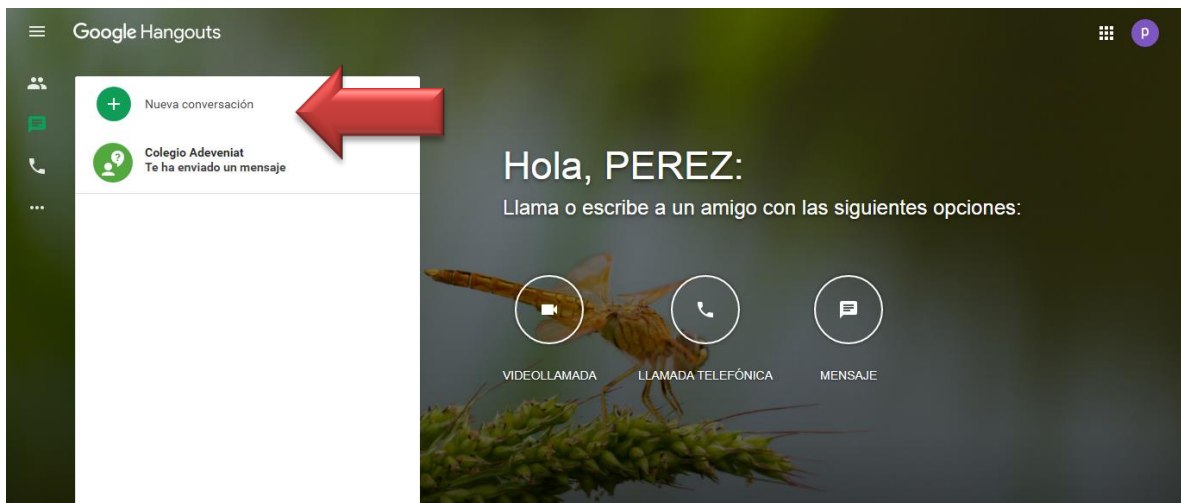 Google Hangouts
p
Nueva conversación
Colegio Adeveniat
Te ha enviado un mensaje
Hola, PEREZ:
Llama o escribe a un amigo con las siguientes opciones:
VIDEOLLAMADA LLAMADA TELEFÓNICA MENSAJE